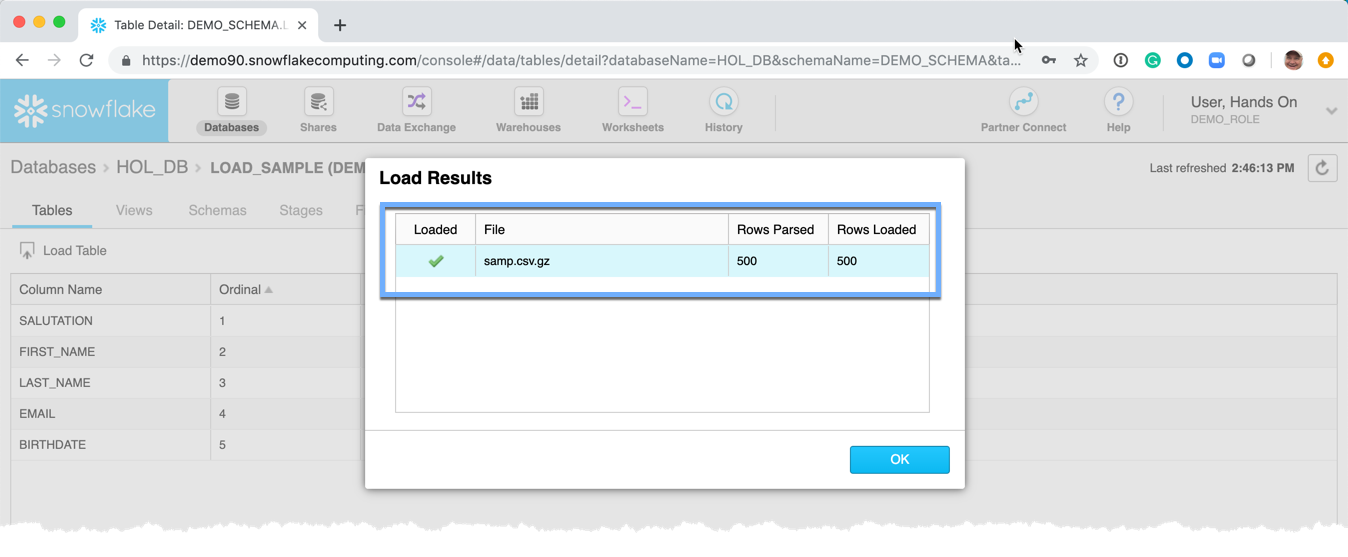 Table Detail: DEMO_SCHEMA.L
https://demo90.snowflakecomputing.com/console#/data/tables/detail?databaseName=HOL_DB&schemaName=DEMO_SCHEMA&ta...
snowflake
Databases
Shares
Data Exchange
Warehouses
Worksheets
History
Partner Connect
Help
User, Hands On
DEMO_ROLE
Databases > HOL_DB > LOAD_SAMPLE (DEM
Last refreshed 2:46:13 PM
Tables Views Schemas Stages F
Load Table
Column Name Ordinal
SALUTATION 1
FIRST_NAME 2
LAST_NAME 3
EMAIL 4
BIRTHDATE 5
Load Results
Loaded File Rows Parsed Rows Loaded
samp.csv.gz 500 500
OK